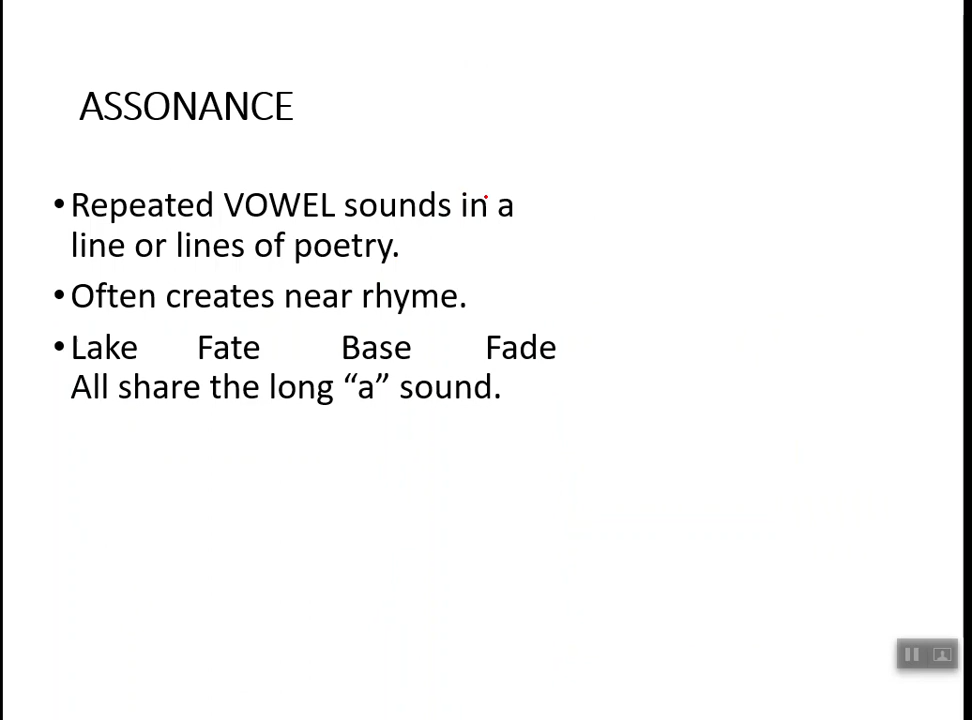 ASSONANCE
•Repeated VOWEL sounds in a
line or lines of poetry.
•Often creates near rhyme.
•Lake Fate Base Fade
All share the long “a” sound.